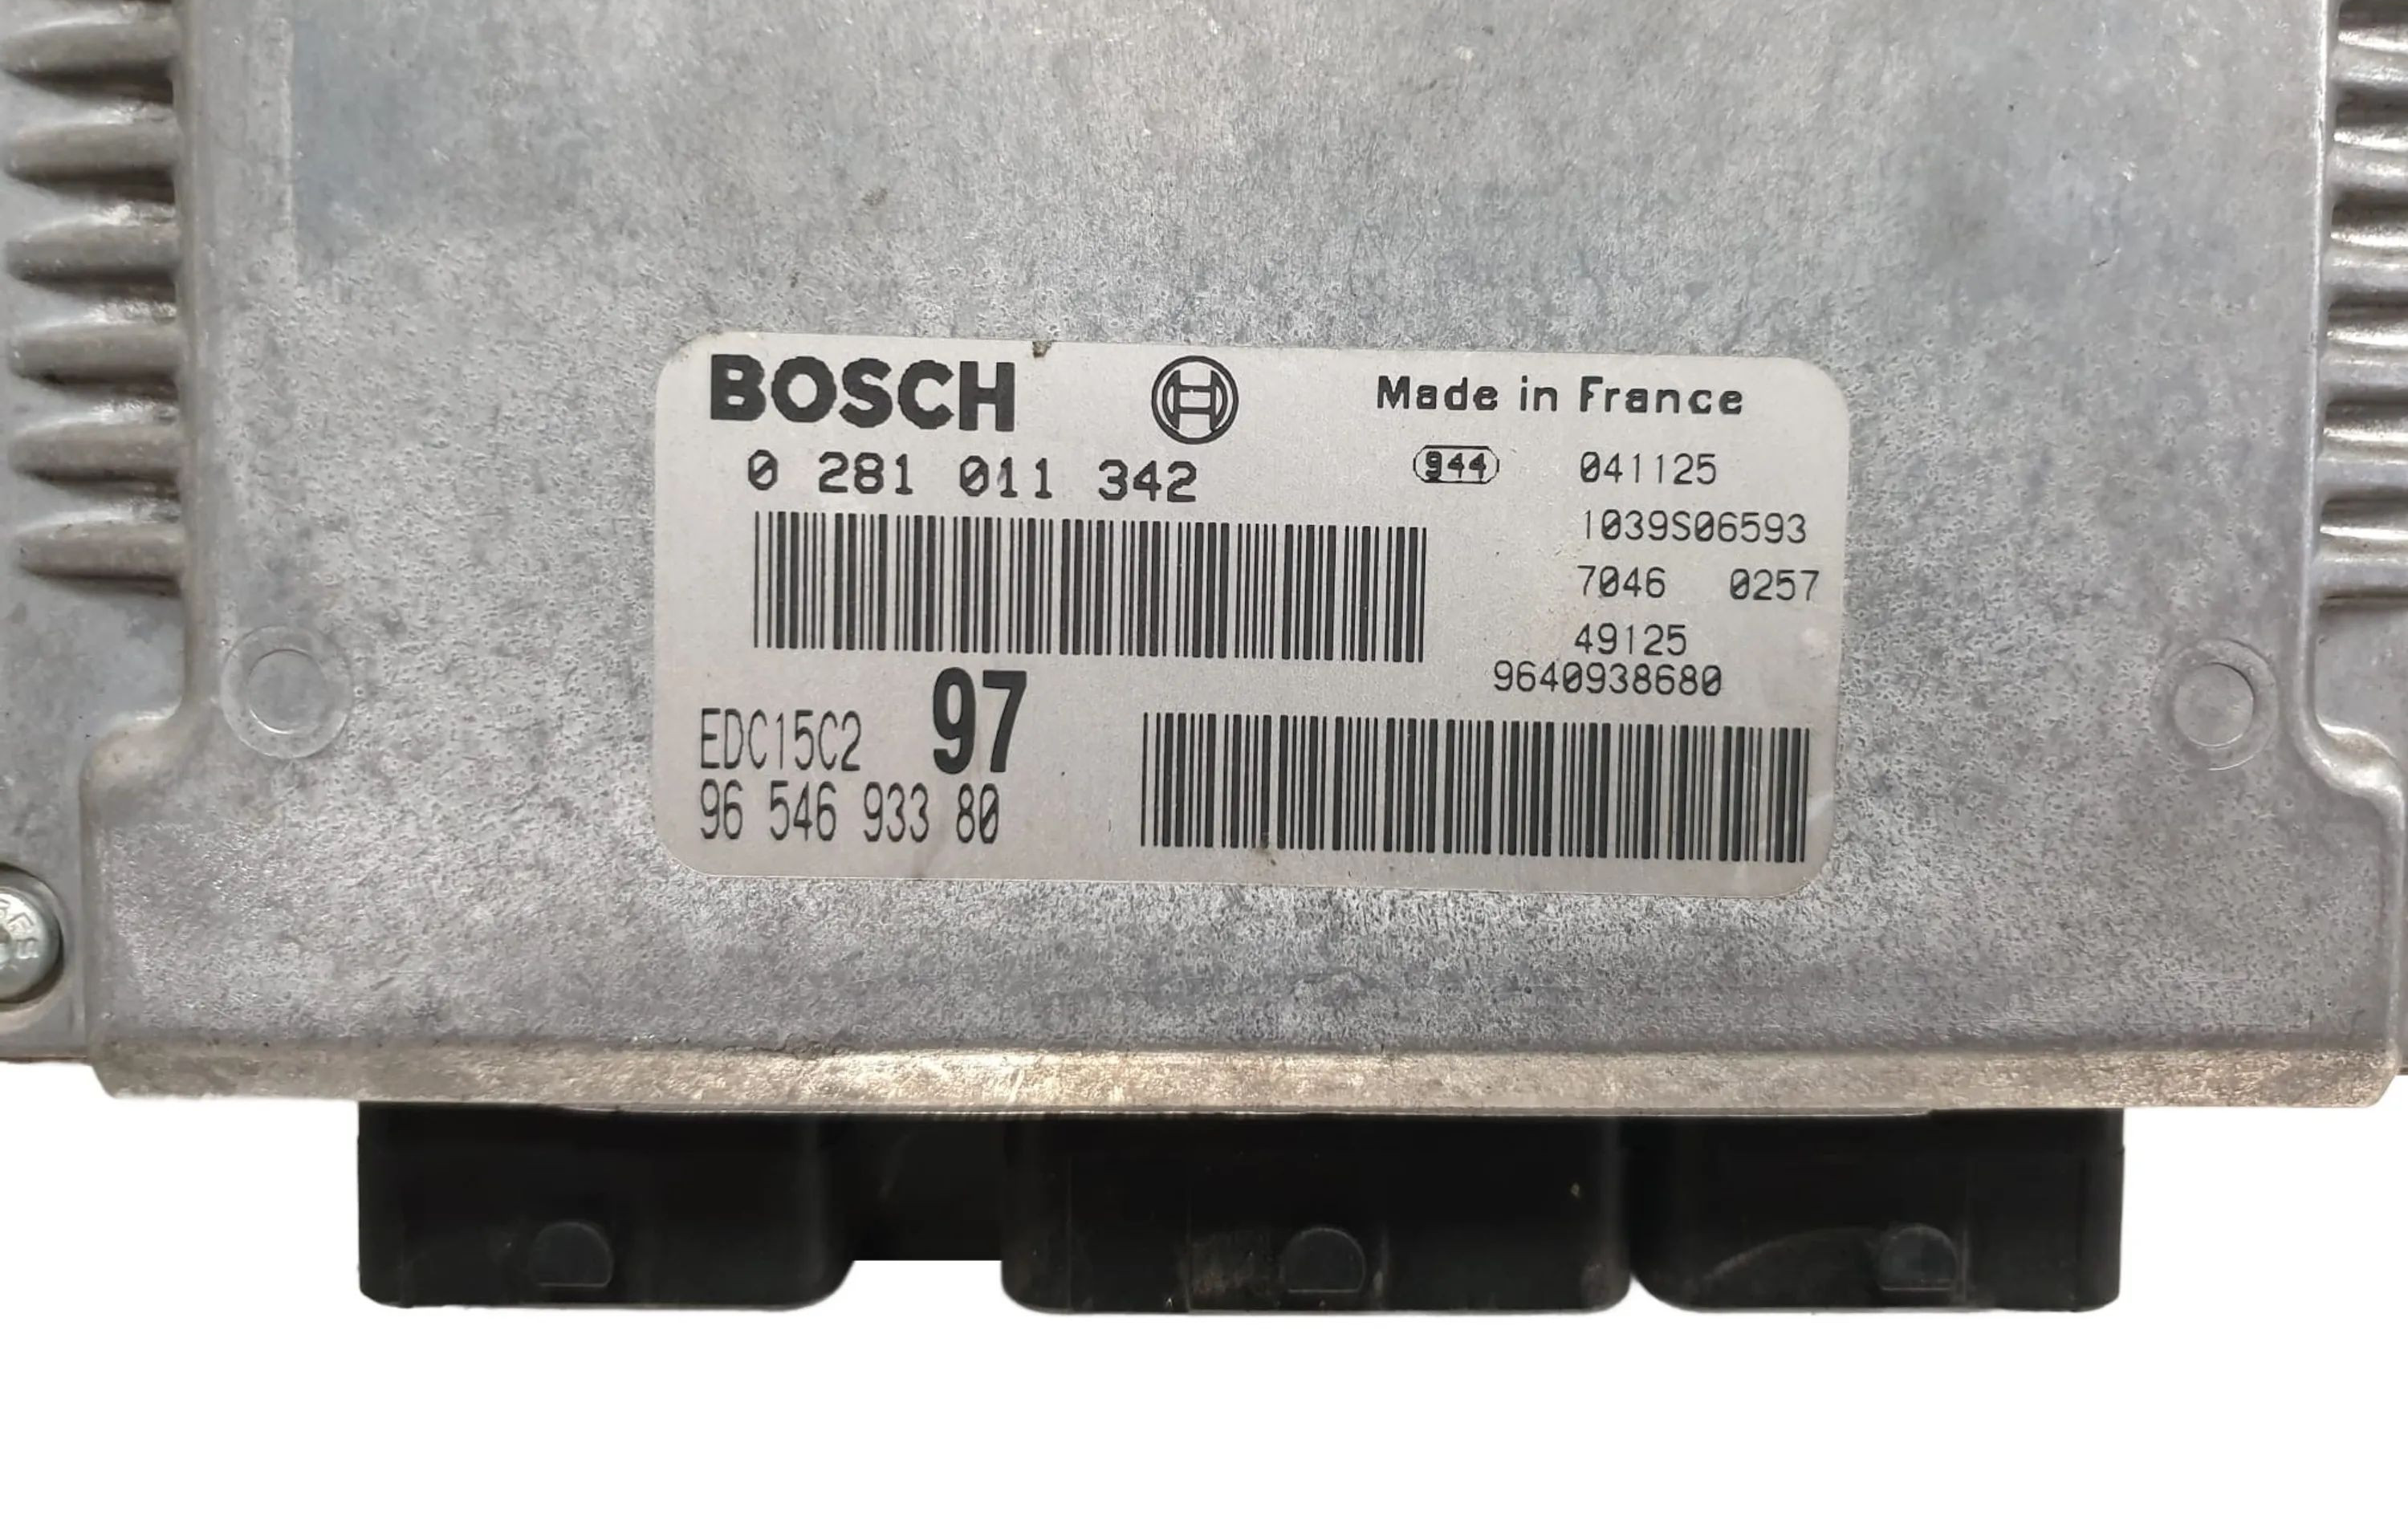 BOSCH
Made in France
0 281 011 342
944 041125
1039S06593
7046 0257
49125
9640938680
EDC15C2 97
96 546 933 80